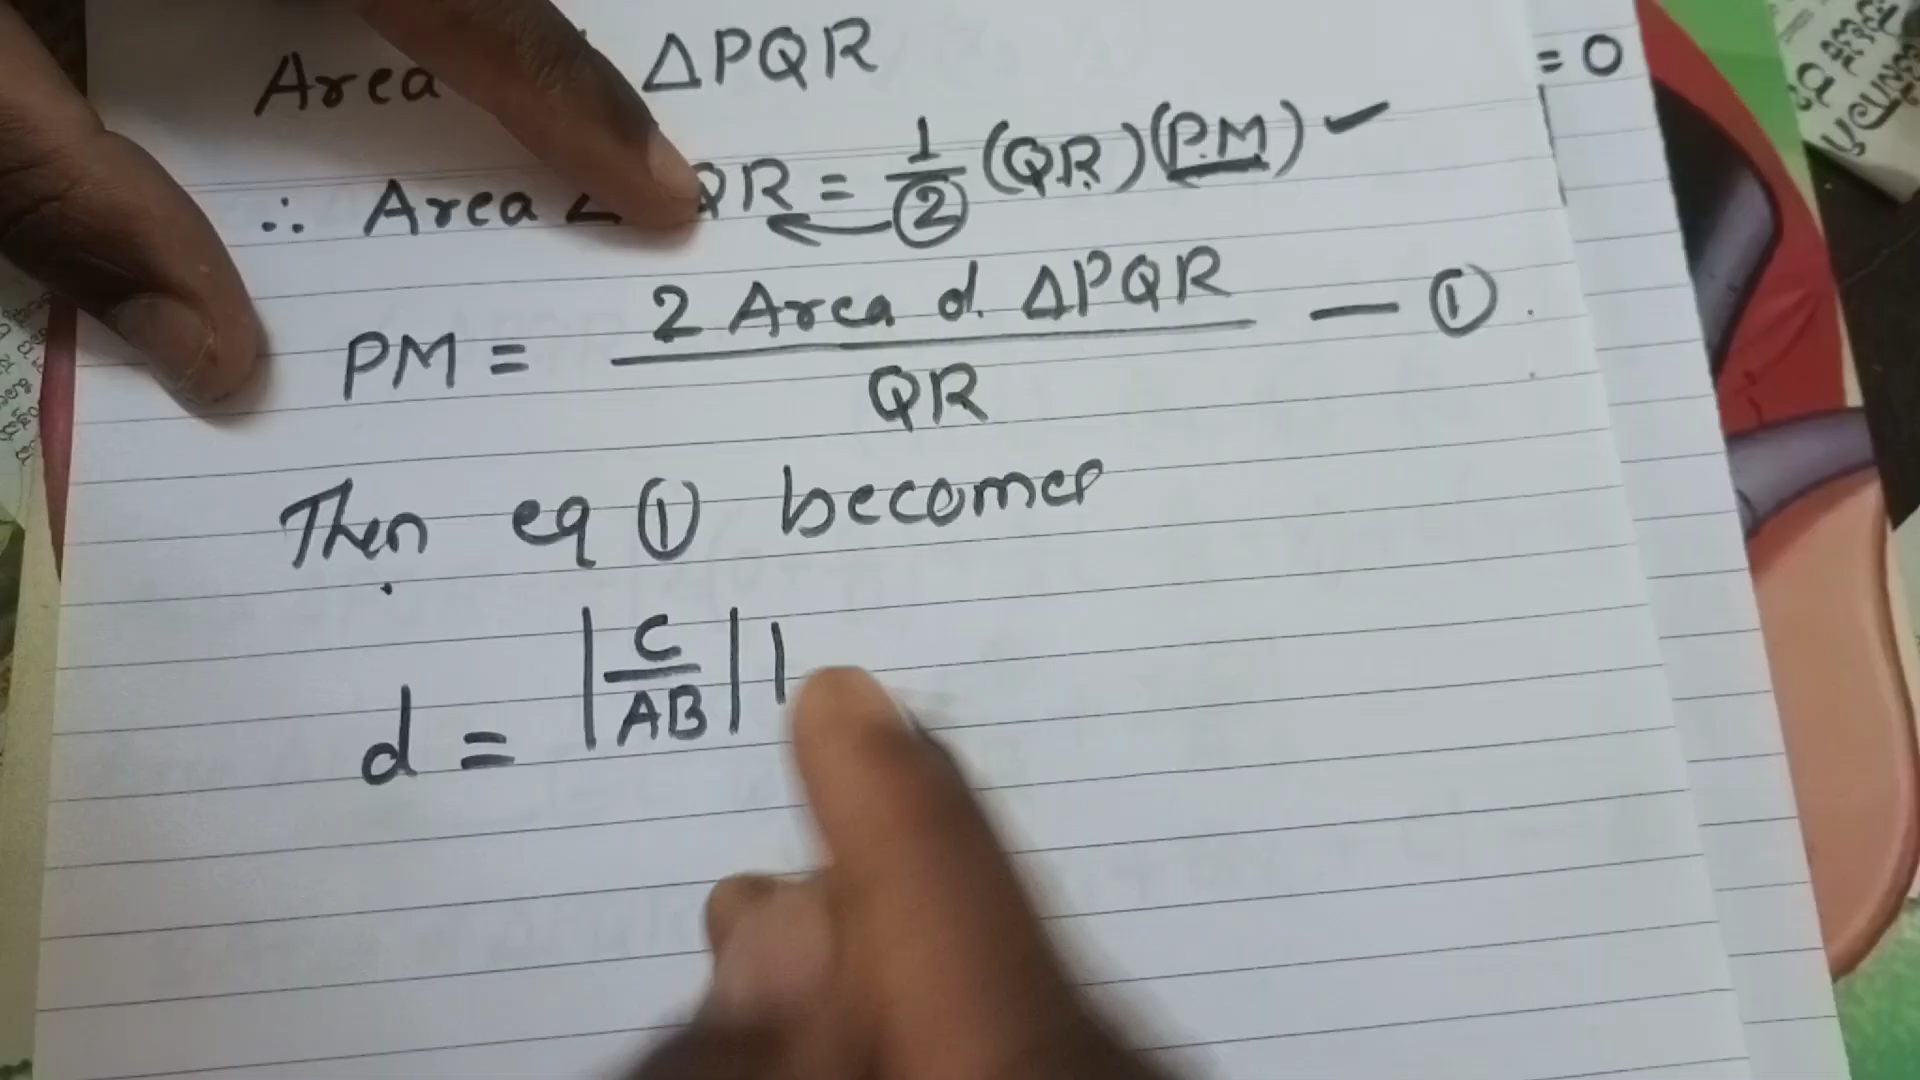 Area ΔPQR
= 0
∴ Area QR = 1/2 (QR)(PM)
PM = 2 Area d. ΔPQR / QR — ①
Then eq ① becomes
d = |C/AB| |